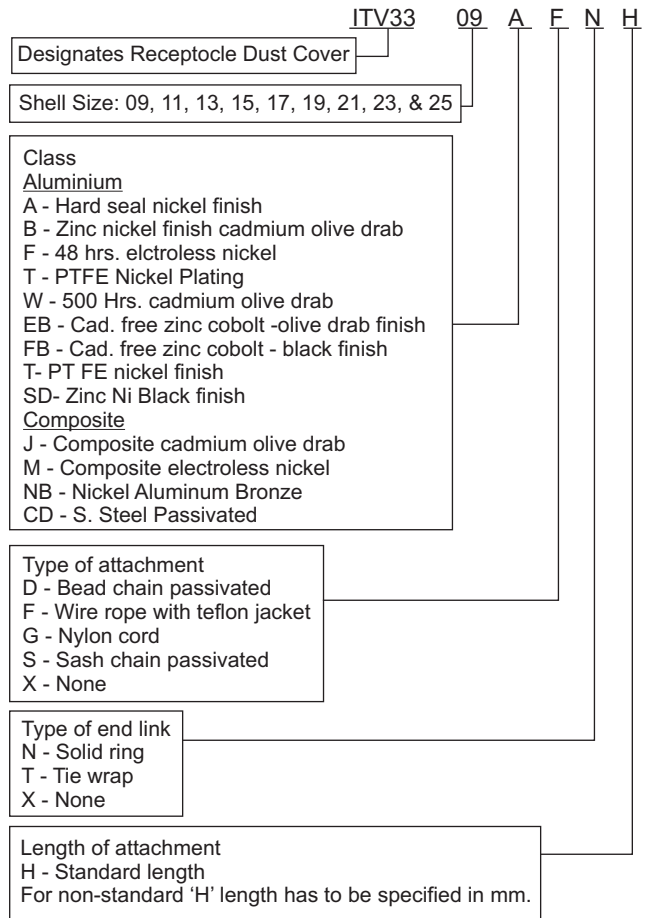 ITV33 09 A F N H
Designates Receptocle Dust Cover
Shell Size: 09, 11, 13, 15, 17, 19, 21, 23, & 25
Class
Aluminium
A - Hard seal nickel finish
B - Zinc nickel finish cadmium olive drab
F - 48 hrs. elctroless nickel
T - PTFE Nickel Plating
W - 500 Hrs. cadmium olive drab
EB - Cad. free zinc cobolt -olive drab finish
FB - Cad. free zinc cobolt - black finish
T- PT FE nickel finish
SD- Zinc Ni Black finish
Composite
J - Composite cadmium olive drab
M - Composite electroless nickel
NB - Nickel Aluminum Bronze
CD - S. Steel Passivated
Type of attachment
D - Bead chain passivated
F - Wire rope with teflon jacket
G - Nylon cord
S - Sash chain passivated
X - None
Type of end link
N - Solid ring
T - Tie wrap
X - None
Length of attachment
H - Standard length
For non-standard ‘H’ length has to be specified in mm.